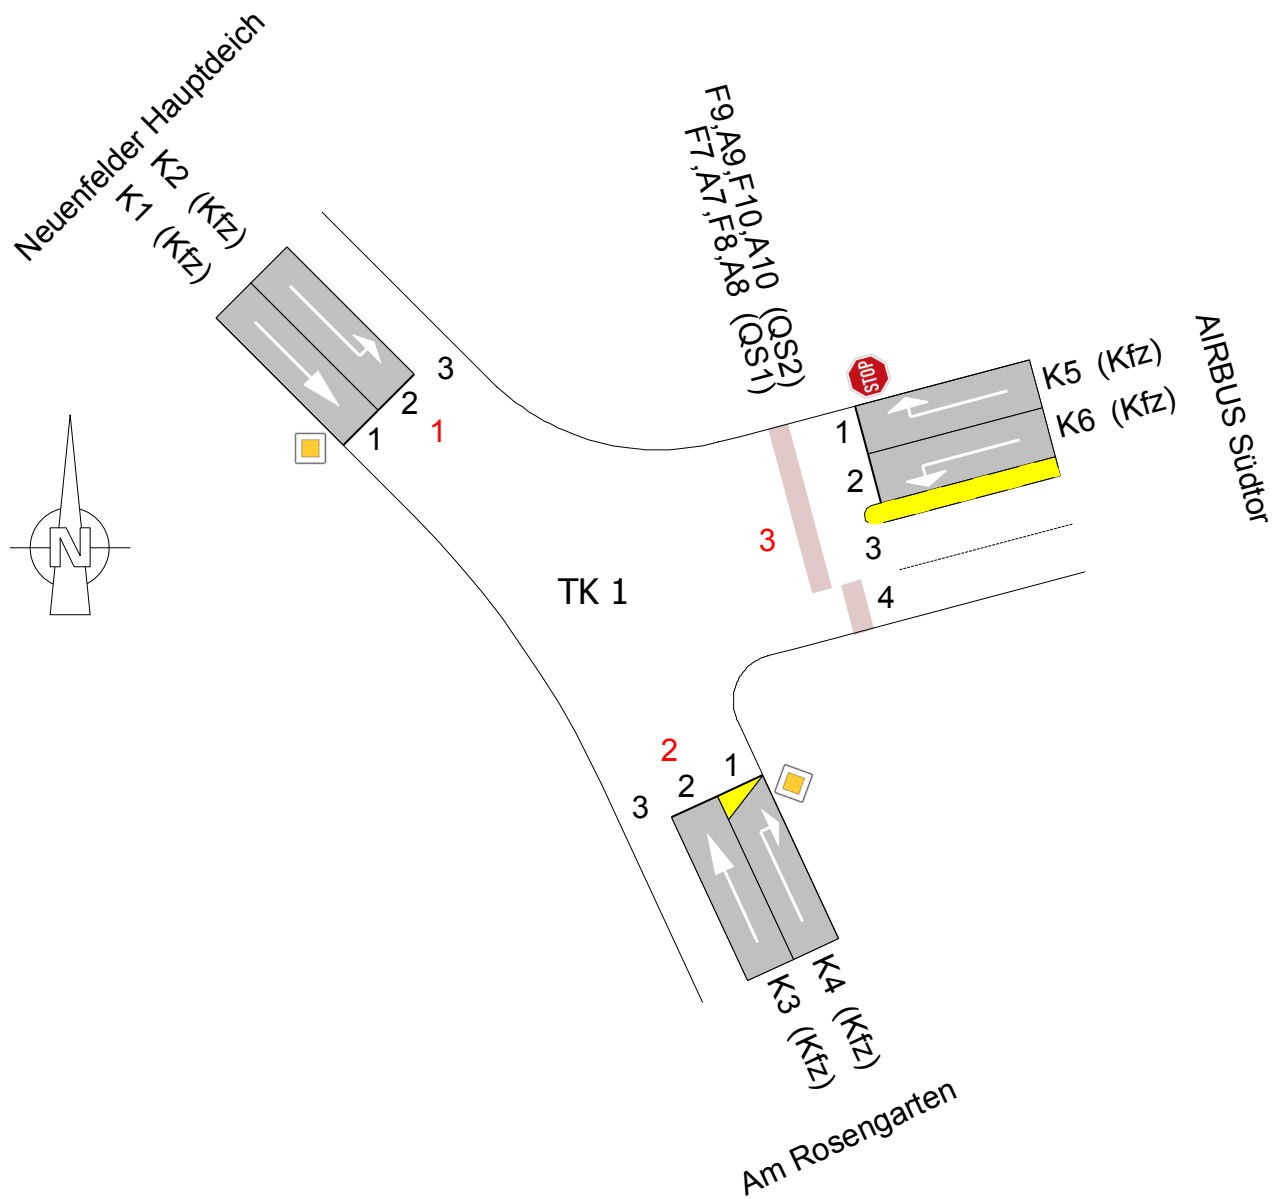 Neuenfelder Hauptdeich
K2 (Kfz)
K1 (Kfz)
F9,A9,F10,A10 (QS2)
F7,A7,F8,A8 (QS1)
STOP
K5 (Kfz)
K6 (Kfz)
AIRBUS Südtor
3
2
1
1
1
2
3
3
4
N
TK 1
2
1
2
3
K4 (Kfz)
K3 (Kfz)
Am Rosengarten